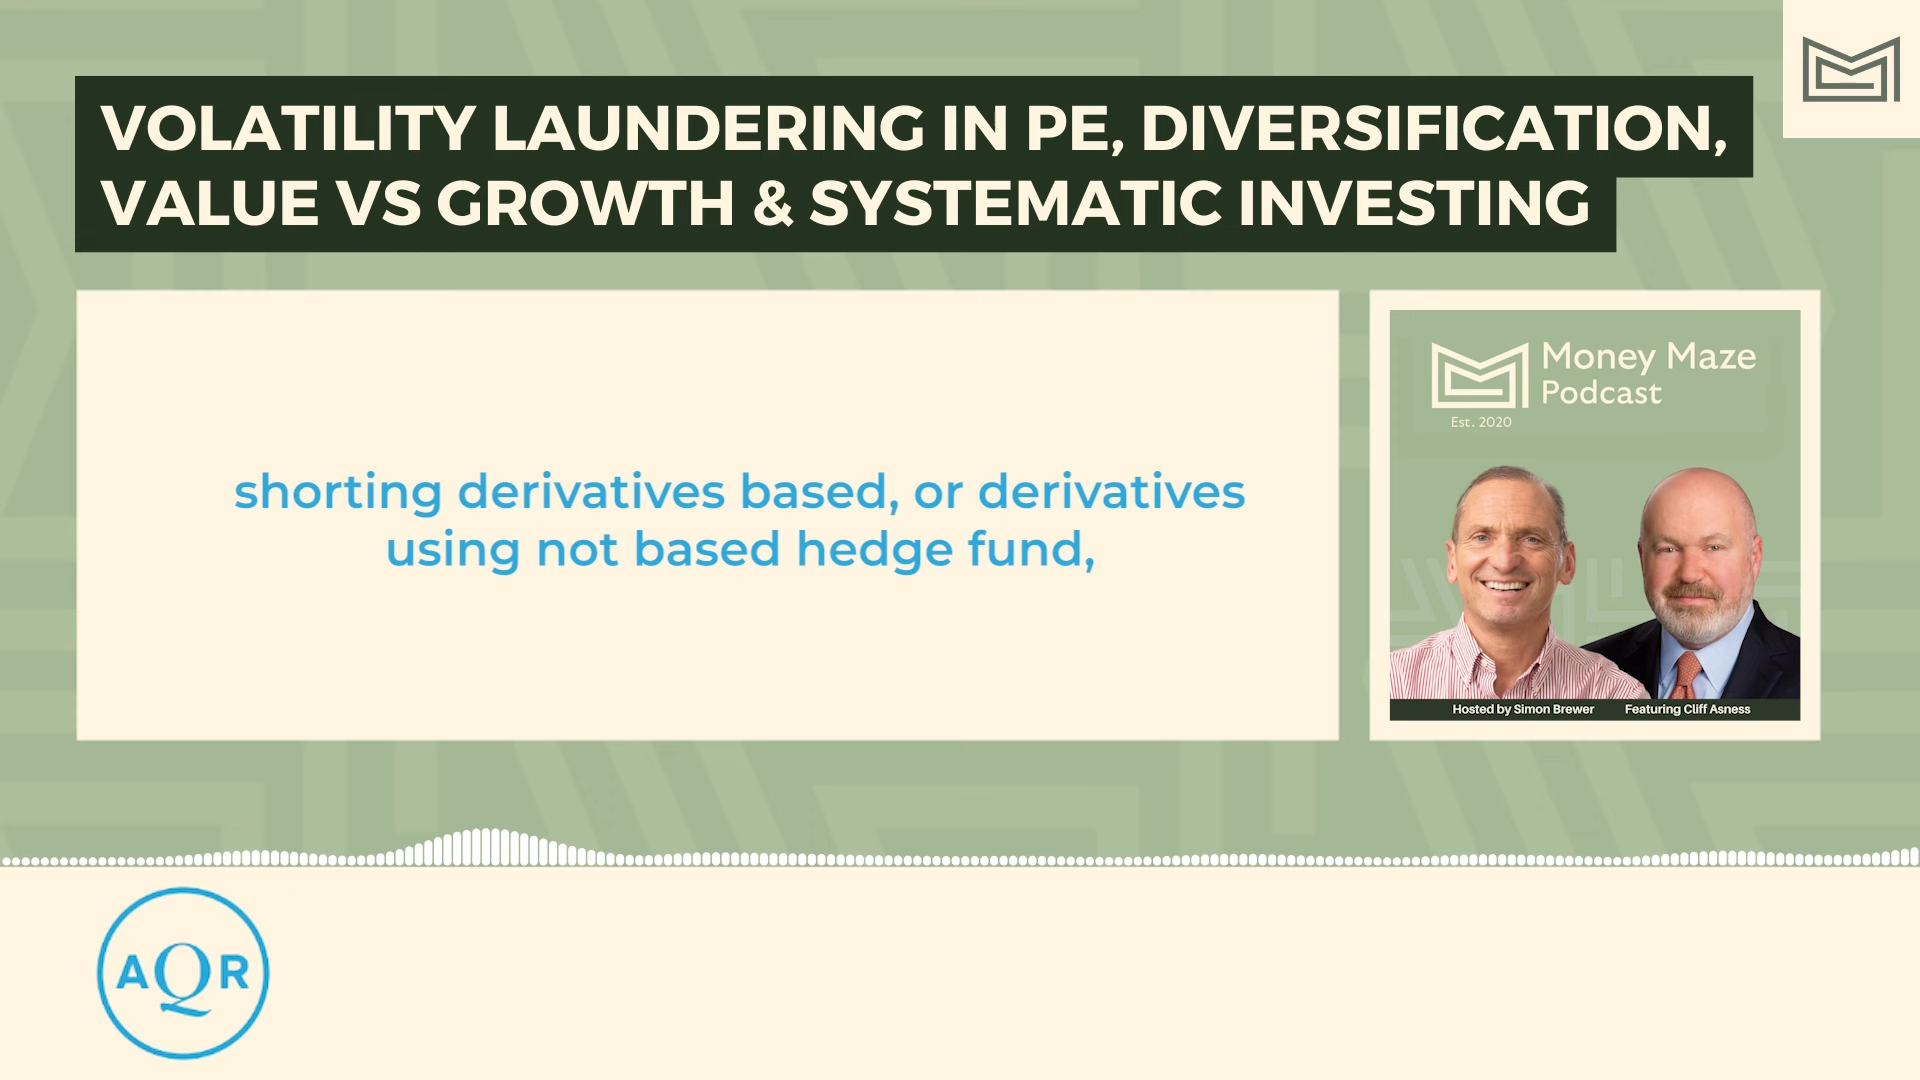 VOLATILITY LAUNDERING IN PE, DIVERSIFICATION,
VALUE VS GROWTH & SYSTEMATIC INVESTING
shorting derivatives based, or derivatives
using not based hedge fund,
Money Maze
Podcast
Est. 2020
Hosted by Simon Brewer
Featuring Cliff Asness
AQR